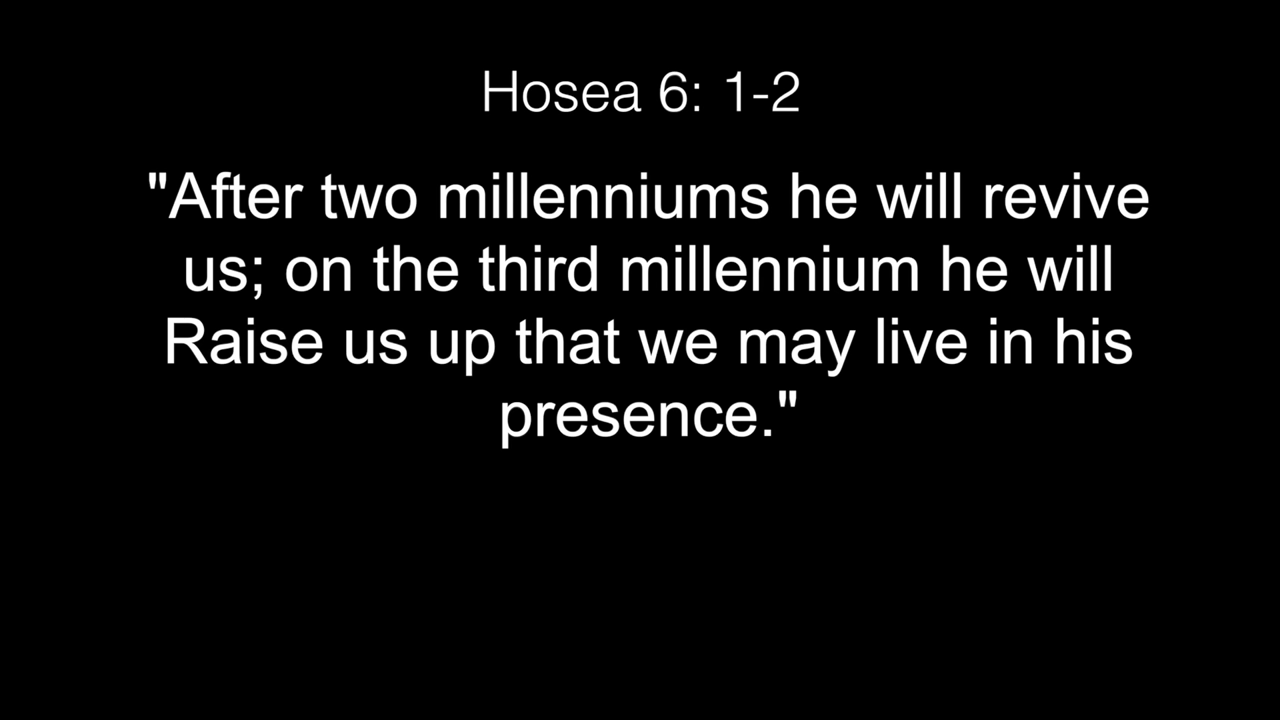 Hosea 6: 1-2
"After two millenniums he will revive
us; on the third millennium he will
Raise us up that we may live in his
presence."